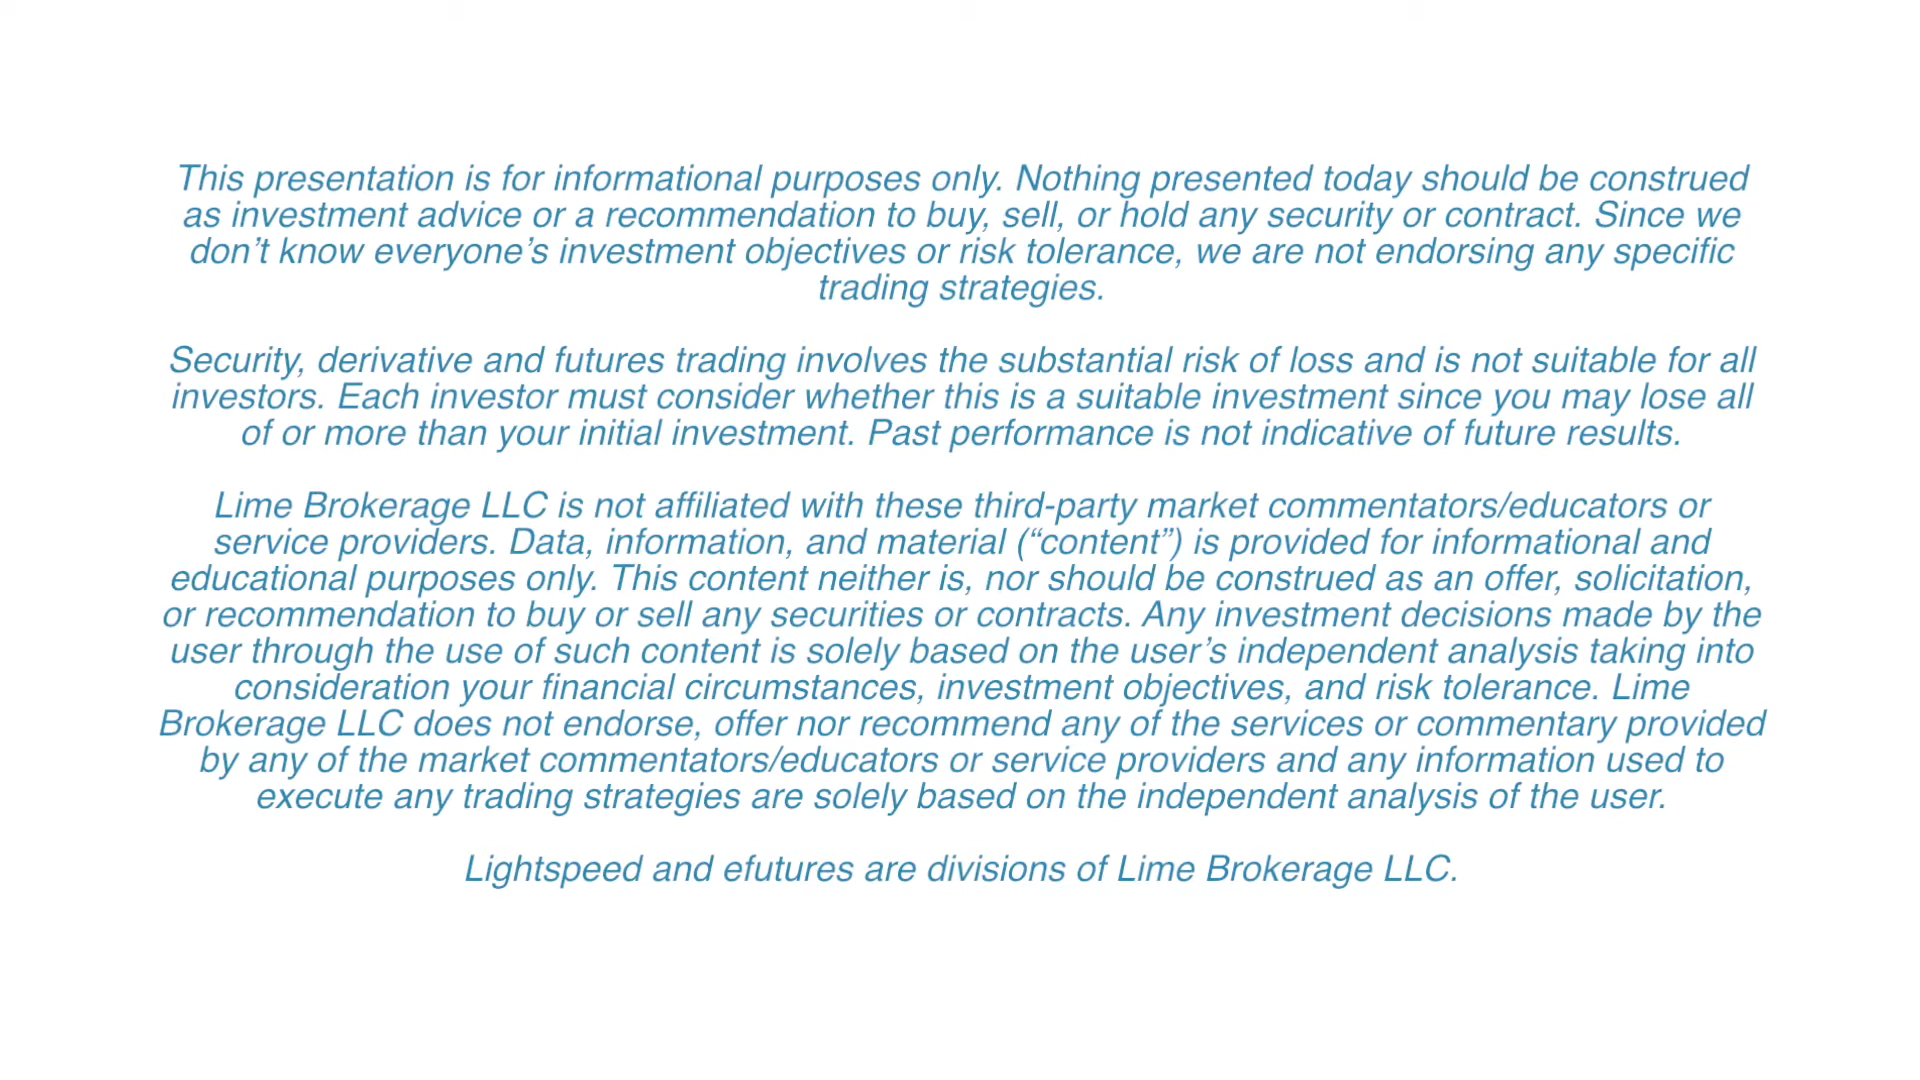 This presentation is for informational purposes only. Nothing presented today should be construed
as investment advice or a recommendation to buy, sell, or hold any security or contract. Since we
don’t know everyone’s investment objectives or risk tolerance, we are not endorsing any specific
trading strategies.
Security, derivative and futures trading involves the substantial risk of loss and is not suitable for all
investors. Each investor must consider whether this is a suitable investment since you may lose all
of or more than your initial investment. Past performance is not indicative of future results.
Lime Brokerage LLC is not affiliated with these third-party market commentators/educators or
service providers. Data, information, and material (“content”) is provided for informational and
educational purposes only. This content neither is, nor should be construed as an offer, solicitation,
or recommendation to buy or sell any securities or contracts. Any investment decisions made by the
user through the use of such content is solely based on the user’s independent analysis taking into
consideration your financial circumstances, investment objectives, and risk tolerance. Lime
Brokerage LLC does not endorse, offer nor recommend any of the services or commentary provided
by any of the market commentators/educators or service providers and any information used to
execute any trading strategies are solely based on the independent analysis of the user.
Lightspeed and efutures are divisions of Lime Brokerage LLC.